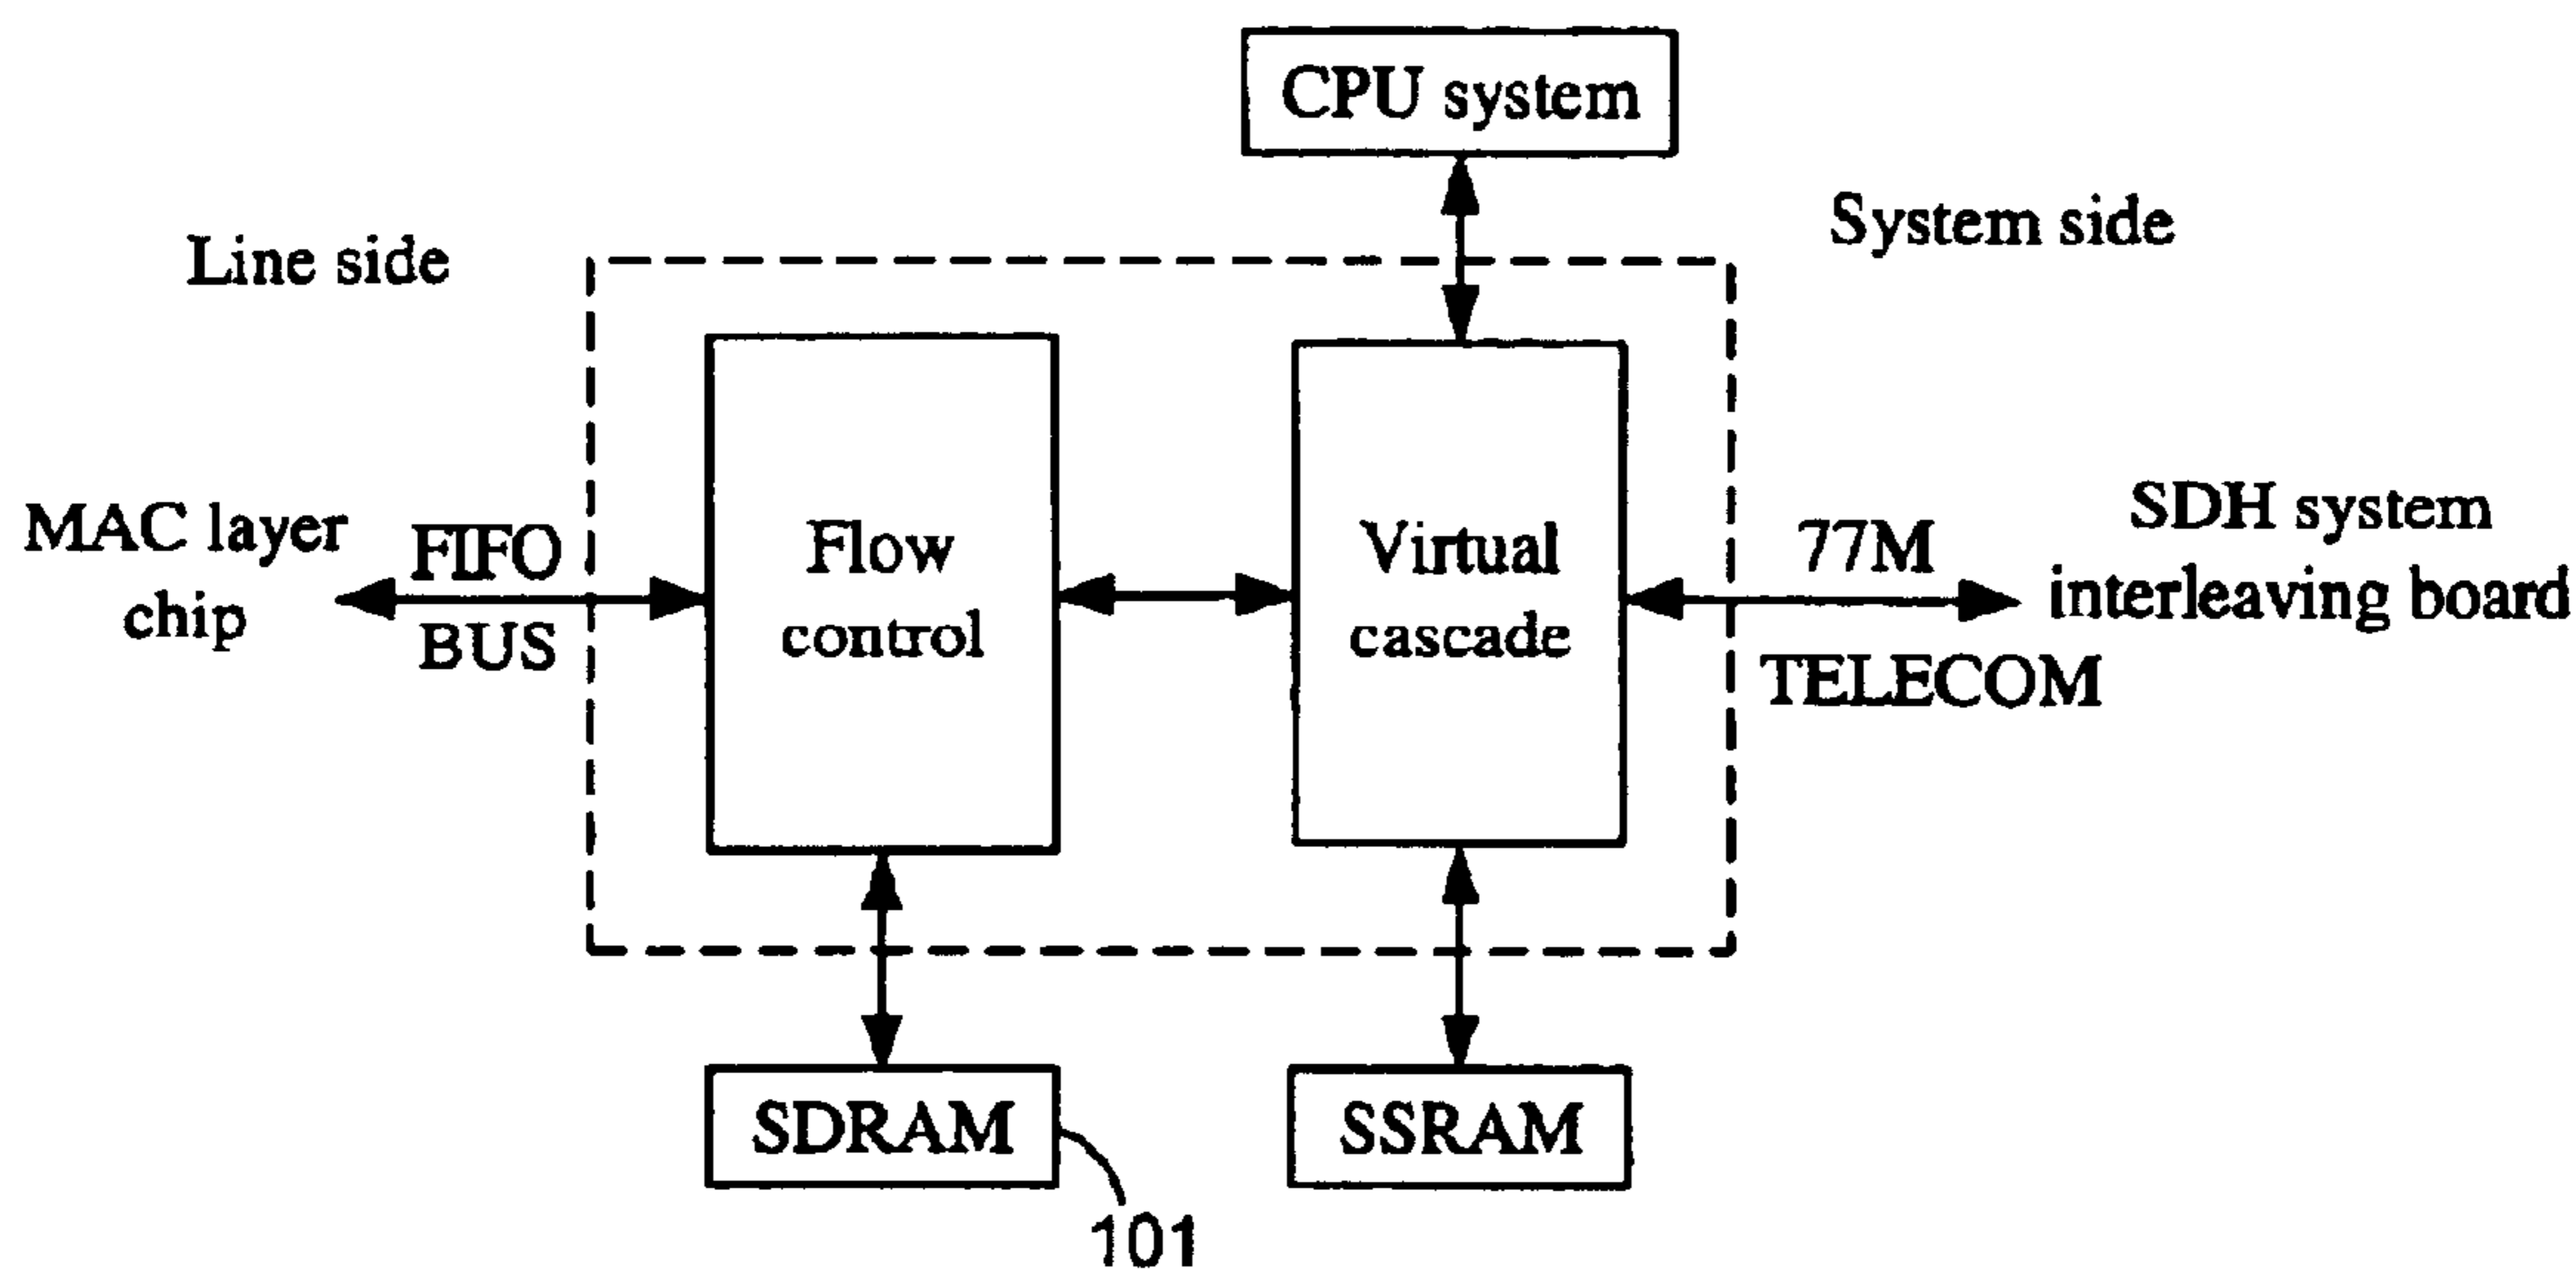 CPU system
System side
Line side
MAC layer
chip
FIFO
BUS
Flow
control
Virtual
cascade
77M
TELECOM
SDH system
interleaving board
SDRAM
SSRAM
101